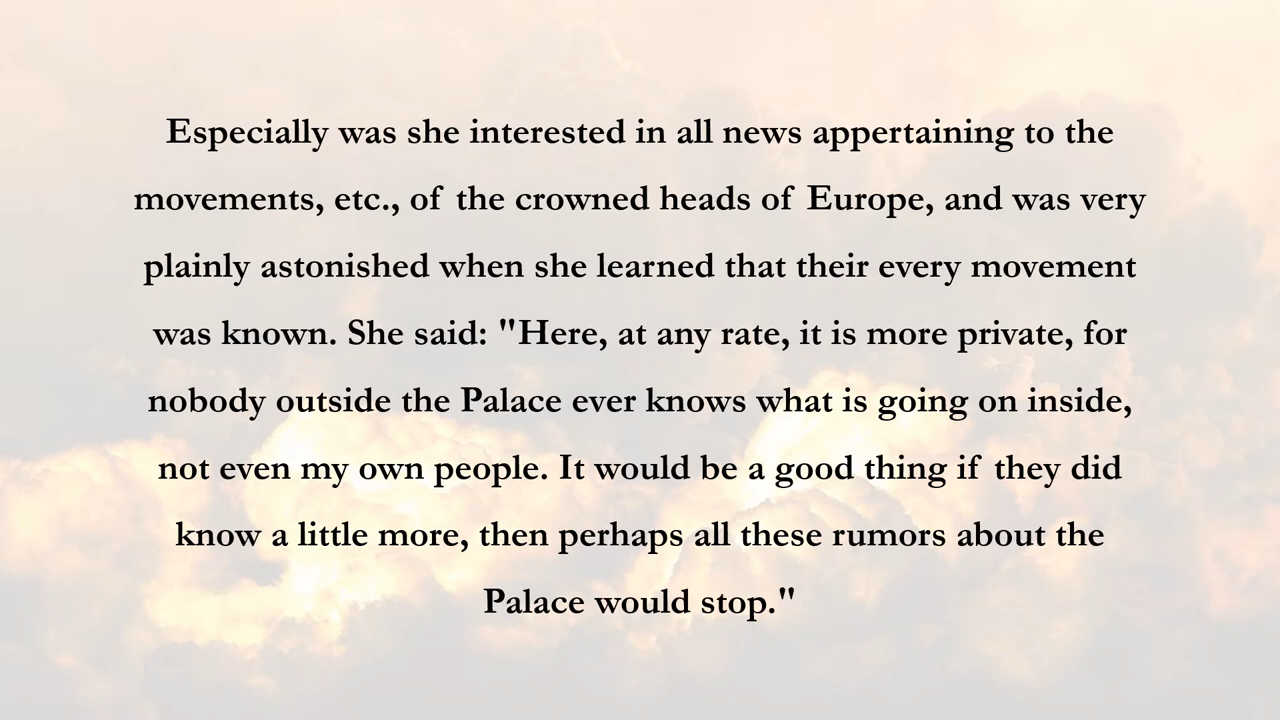 Especially was she interested in all news appertaining to the
movements, etc., of the crowned heads of Europe, and was very
plainly astonished when she learned that their every movement
was known. She said: "Here, at any rate, it is more private, for
nobody outside the Palace ever knows what is going on inside,
not even my own people. It would be a good thing if they did
know a little more, then perhaps all these rumors about the
Palace would stop."